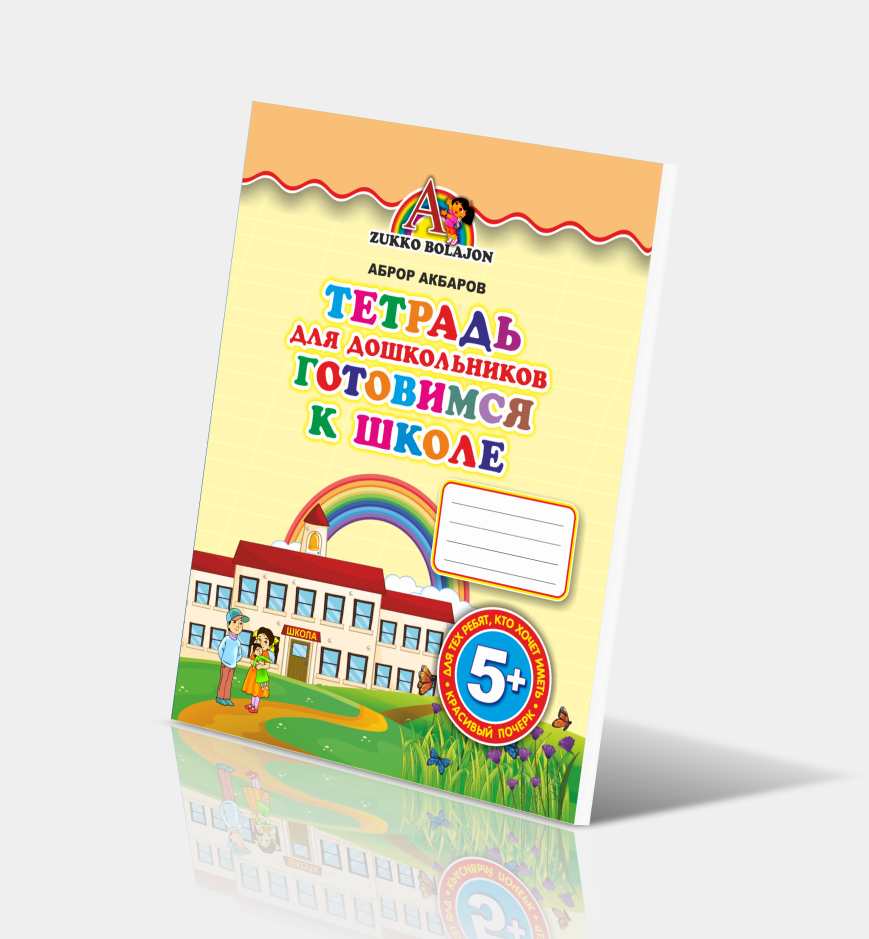 A
ZUKKO BOLAJON
АБРОР АКБАРОВ
ТЕТРАДЬ
ДЛЯ ДОШКОЛЬНИКОВ
ГОТОВИМСЯ
К ШКОЛЕ
ШКОЛА
ДЛЯ ТЕХ РЕБЯТ, КТО ХОЧЕТ ИМЕТЬ
5+
• КРАСИВЫЙ ПОЧЕРК •